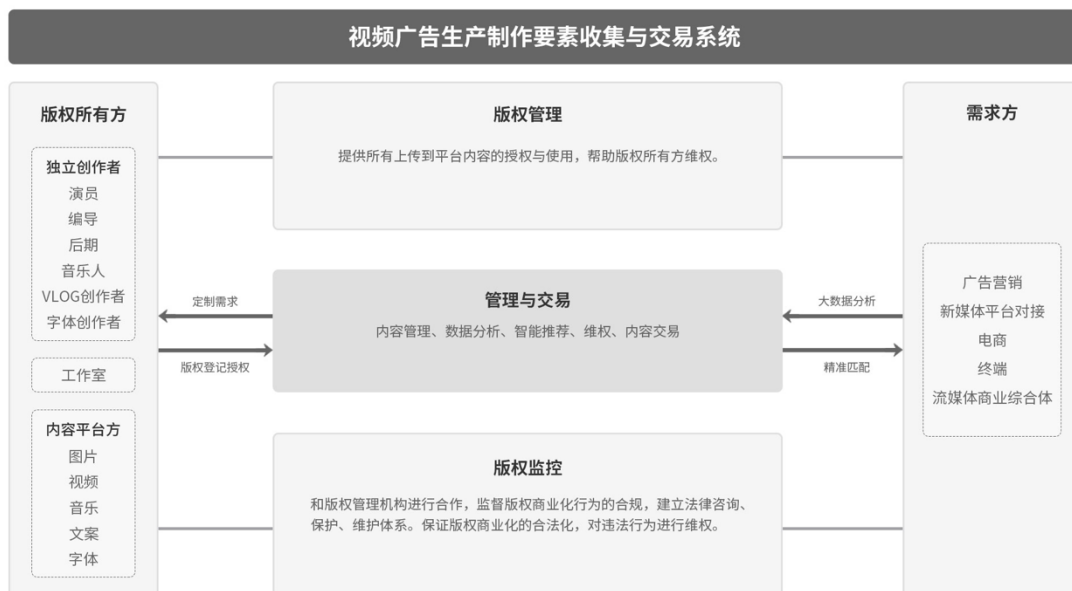 视频广告生产制作要素收集与交易系统
版权所有方
独立创作者
演员
编导
后期
音乐人
VLOG创作者
字体创作者
工作室
内容平台方
图片
视频
音乐
文案
字体
定制需求
版权登记授权
版权管理
提供所有上传到平台内容的授权与使用，帮助版权所有方维权。
管理与交易
内容管理、数据分析、智能推荐、维权、内容交易
版权监控
和版权管理机构进行合作，监督版权商业化行为的合规，建立法律咨询、
保护、维护体系。保证版权商业化的合法化，对违法行为进行维权。
大数据分析
精准匹配
需求方
广告营销
新媒体平台对接
电商
终端
流媒体商业综合体